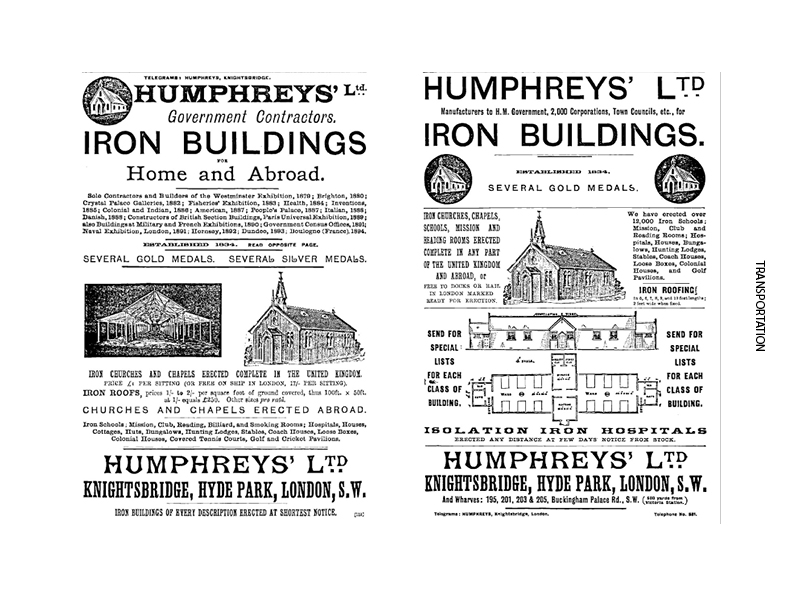 TELEGRAMS: HUMPHREYS, KNIGHTSBRIDGE.
HUMPHREYS' Ltd.
Government Contractors.
IRON BUILDINGS
FOR
Home and Abroad.
Sole Contractors and Builders of the Westminster Exhibition, 1879; Brighton, 1880;
Crystal Palace Galleries, 1882; Fisheries' Exhibition, 1883; Health, 1884; Inventions,
1885; Colonial and Indian, 1886; American, 1887; People's Palace, 1887; Italian, 1888;
Danish, 1888; Constructors of British Section Buildings, Paris Universal Exhibition, 1889;
also Buildings at Military and French Exhibitions, 1890; Government Census Offices, 1891;
Naval Exhibition, London, 1891; Hornsey, 1892; Dundee, 1893; Boulogne (France), 1894.
ESTABLISHED 1834. READ OPPOSITE PAGE.
SEVERAL GOLD MEDALS. SEVERAL SILVER MEDALS.
IRON CHURCHES AND CHAPELS ERECTED COMPLETE IN THE UNITED KINGDOM.
PRICE £4 PER SITTING (OR FREE ON SHIP IN LONDON, PER SITTING).
IRON ROOFS, prices 1/- to 2/- per square foot of ground covered, thus 100ft. x 50ft.
at 1/- equals £250. Other sizes pro rata.
CHURCHES AND CHAPELS ERECTED ABROAD.
Iron Schools; Mission, Club, Reading, Billiard, and Smoking Rooms; Hospitals, Houses,
Cottages, Huts, Bungalows, Hunting Lodges, Stables, Coach Houses, Loose Boxes,
Colonial Houses, Covered Tennis Courts, Golf and Cricket Pavilions.
HUMPHREYS' LTD
KNIGHTSBRIDGE, HYDE PARK, LONDON, S.W.
IRON BUILDINGS OF EVERY DESCRIPTION ERECTED AT SHORTEST NOTICE.
HUMPHREYS' LTD
Manufacturers to H.M. Government, 2,000 Corporations, Town Councils, etc., for
IRON BUILDINGS.
ESTABLISHED 1834.
SEVERAL GOLD MEDALS.
IRON CHURCHES, CHAPELS,
SCHOOLS, MISSION AND
READING ROOMS ERECTED
COMPLETE IN ANY PART
OF THE UNITED KINGDOM
AND ABROAD, or
FREE TO DOCKS OR RAIL
IN LONDON MARKED
READY FOR ERECTION.
We have erected over
12,000 Iron Schools;
Mission, Club and
Reading Rooms; Hos-
pitals, Houses, Bunga-
lows, Hunting Lodges,
Stables, Coach Houses,
Loose Boxes, Colonial
Houses, and Golf
Pavilions.
IRON ROOFING!
SEND FOR
SPECIAL
LISTS
FOR EACH
CLASS OF
BUILDING.
SEND FOR
SPECIAL
LISTS
FOR EACH
CLASS OF
BUILDING.
ISOLATION IRON HOSPITALS
ERECTED ANY DISTANCE AT FEW DAYS NOTICE FROM STOCK.
HUMPHREYS' LTD
KNIGHTSBRIDGE, HYDE PARK, LONDON, S.W.
And Wharves: 195, 201, 203 & 205, Buckingham Palace Rd., S.W. (500 yards from Victoria Station.)
Telegrams: HUMPHREYS, Knightsbridge, London. Telephone No.
TRANSPORTATION